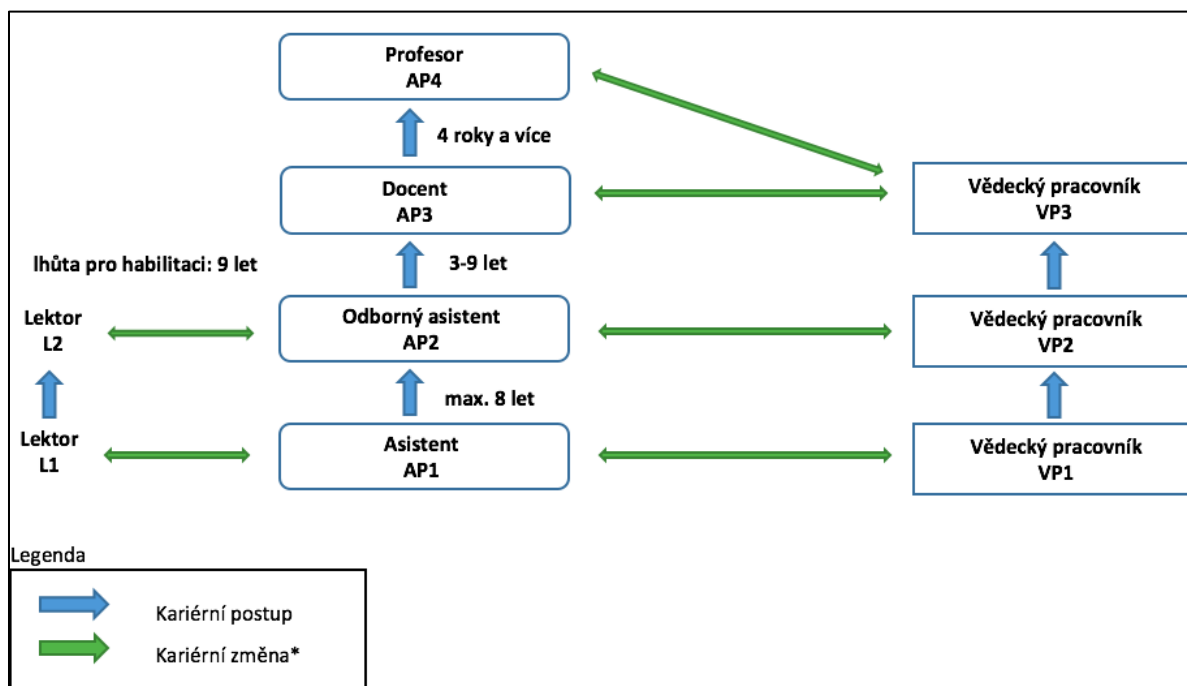 Profesor
AP4
4 roky a více
Docent
AP3
Vědecký pracovník
VP3
lhůta pro habilitaci: 9 let
3-9 let
Lektor
L2
Odborný asistent
AP2
Vědecký pracovník
VP2
max. 8 let
Lektor
L1
Asistent
AP1
Vědecký pracovník
VP1
Legenda
Kariérní postup
Kariérní změna*